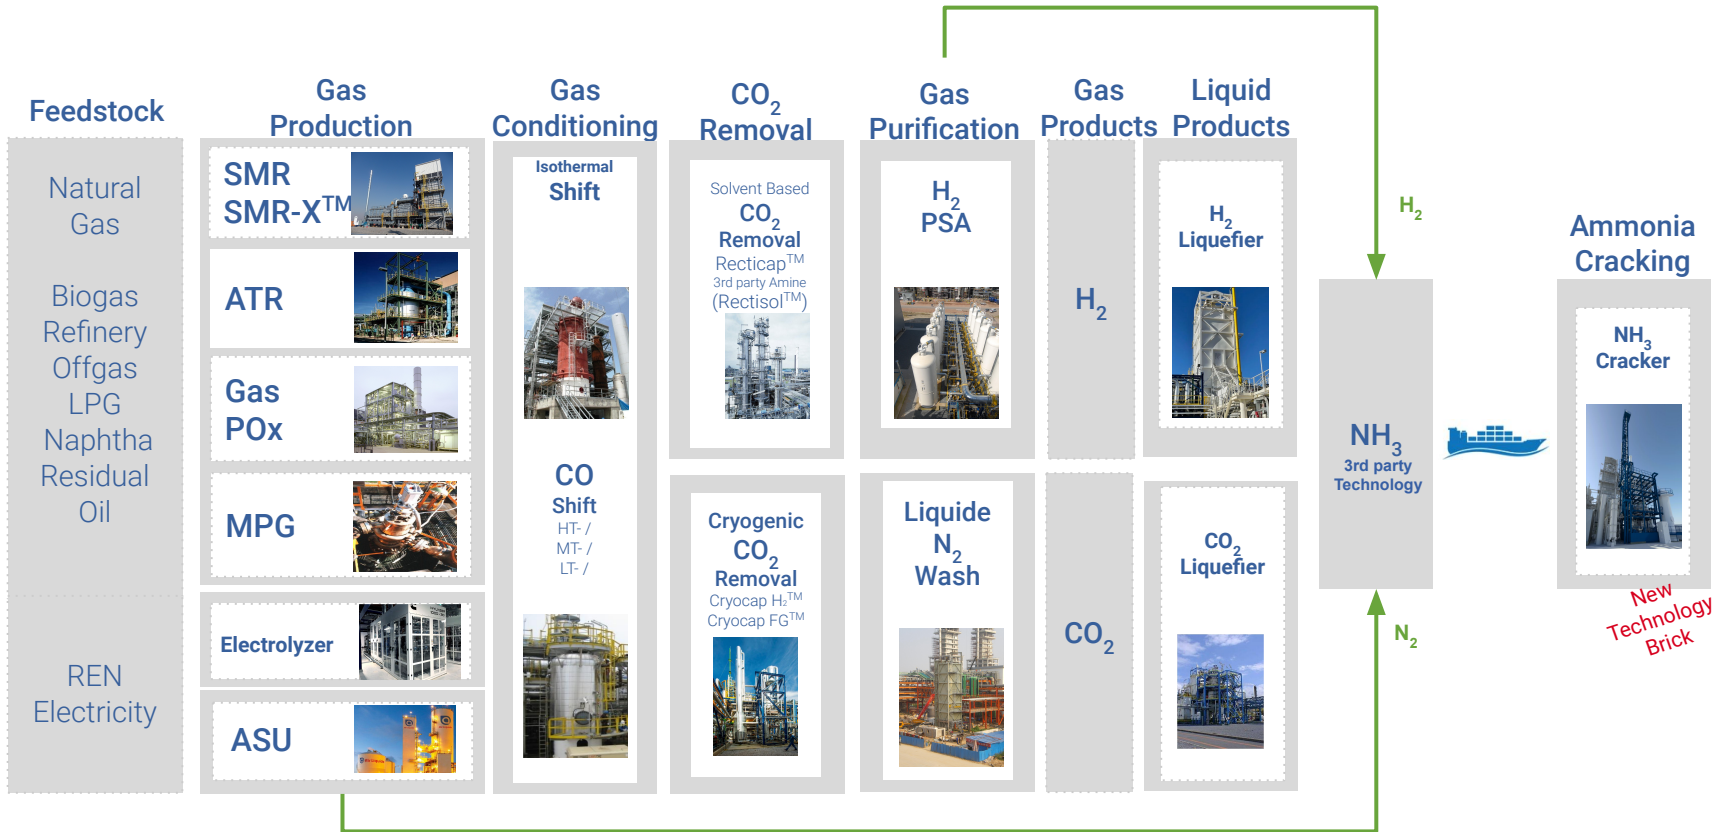 Feedstock
Natural
Gas
Biogas
Refinery
Offgas
LPG
Naphtha
Residual
Oil
REN
Electricity
Gas
Production
SMR
SMR-X™
ATR
Gas
POx
MPG
Electrolyzer
ASU
Gas
Conditioning
Isothermal
Shift
CO
Shift
HT- /
MT- /
LT- /
CO₂
Removal
Solvent Based
CO₂
Removal
Recticap™
3rd party Amine
(Rectisol™)
Cryogenic
CO₂
Removal
Cryocap H₂™
Cryocap FG™
Gas
Purification
H₂
PSA
Liquide
N₂
Wash
Gas
Products
H₂
CO₂
Liquid
Products
H₂
Liquefier
CO₂
Liquefier
H₂
NH₃
3rd party
Technology
N₂
Ammonia
Cracking
NH₃
Cracker
New
Technology
Brick